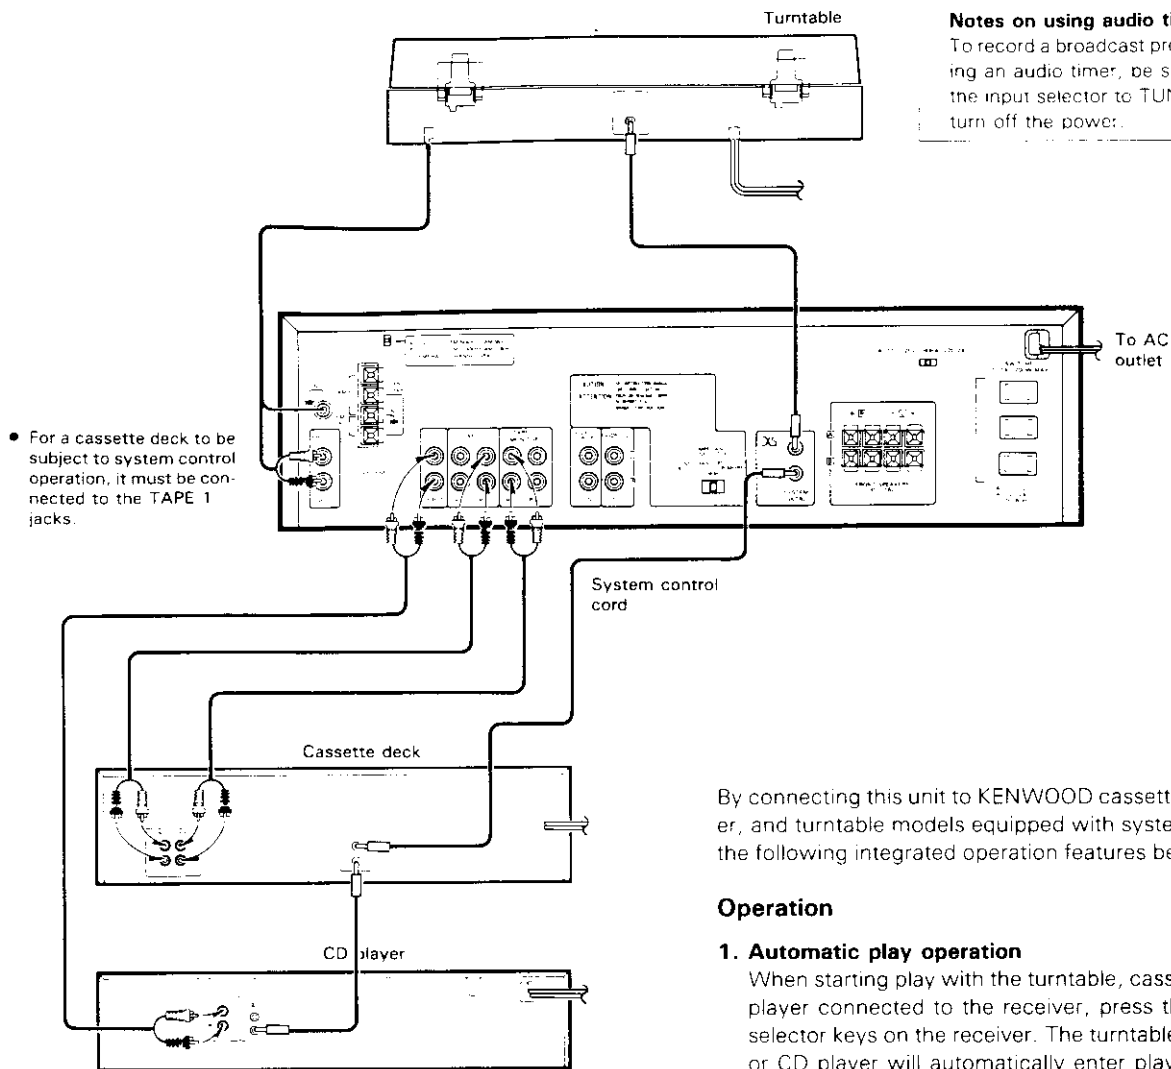 Turntable
Notes on using audio ti
To record a broadcast pre
ing an audio timer, be s
the input selector to TUN
turn off the power.
To AC
outlet
• For a cassette deck to be
subject to system control
operation, it must be con-
nected to the TAPE 1
jacks.
CAUTION
ATTENTION
System control
cord
Cassette deck
CD player
By connecting this unit to KENWOOD cassett
er, and turntable models equipped with syste
the following integrated operation features be
Operation
1. Automatic play operation
When starting play with the turntable, cass
player connected to the receiver, press th
selector keys on the receiver. The turntable
or CD player will automatically enter play